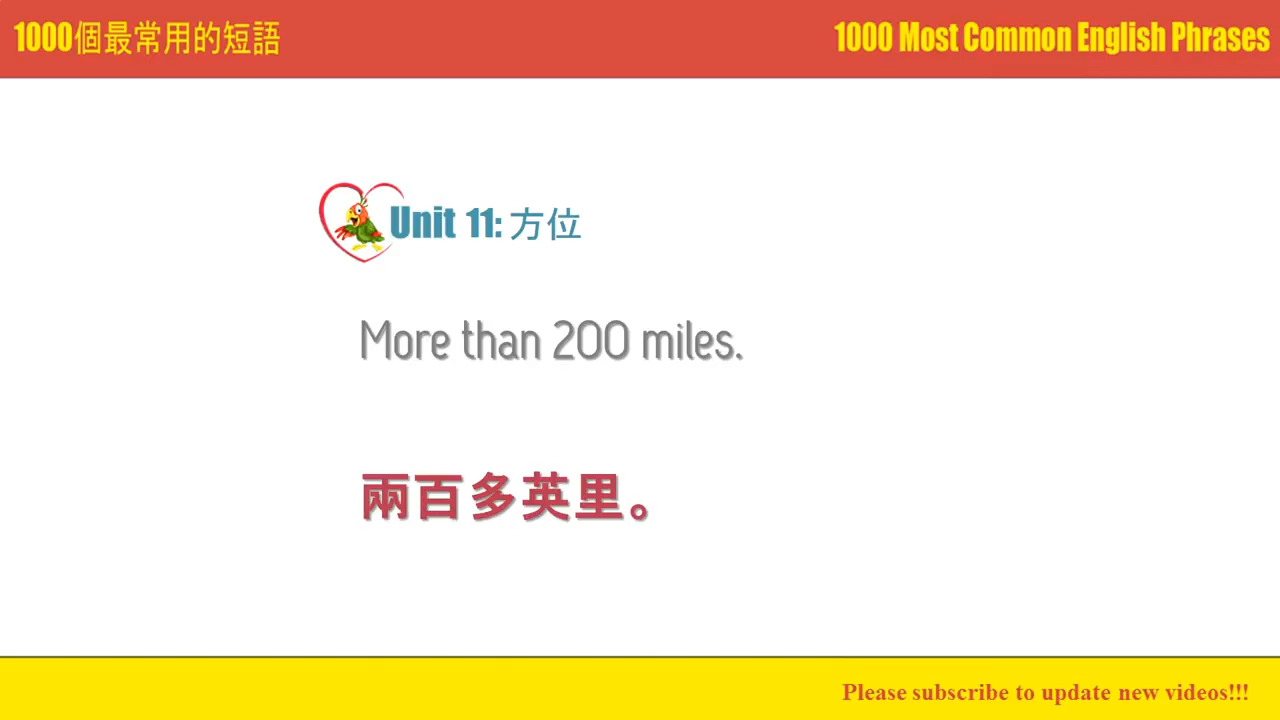 1000個最常用的短語
1000 Most Common English Phrases
Unit 11: 方位
More than 200 miles.
兩百多英里。
Please subscribe to update new videos!!!